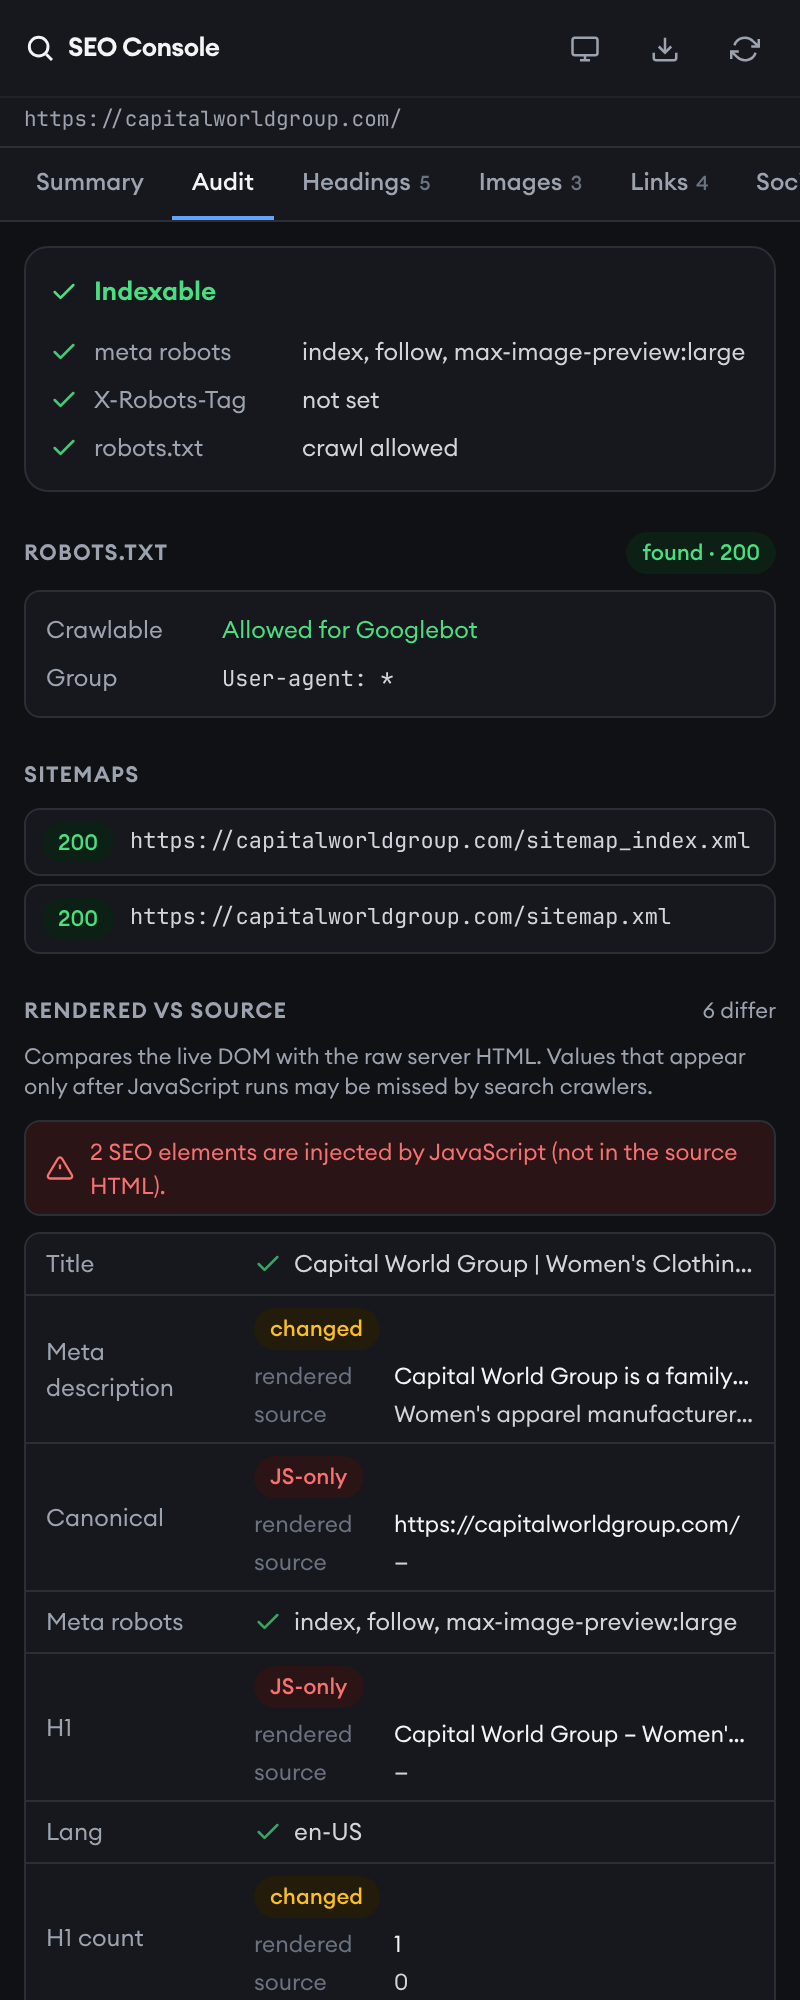 SEO Console
https://capitalworldgroup.com/
Summary Audit Headings 5 Images 3 Links 4 Soc
Indexable
meta robots index, follow, max-image-preview:large
X-Robots-Tag not set
robots.txt crawl allowed
ROBOTS.TXT found · 200
Crawlable Allowed for Googlebot
Group User-agent: *
SITEMAPS
200 https://capitalworldgroup.com/sitemap_index.xml
200 https://capitalworldgroup.com/sitemap.xml
RENDERED VS SOURCE 6 differ
Compares the live DOM with the raw server HTML. Values that appear
only after JavaScript runs may be missed by search crawlers.
2 SEO elements are injected by JavaScript (not in the source
HTML).
Title Capital World Group | Women's Clothin...
Meta description
changed
rendered Capital World Group is a family...
source Women's apparel manufacturer...
Canonical
JS-only
rendered https://capitalworldgroup.com/
source –
Meta robots index, follow, max-image-preview:large
H1
JS-only
rendered Capital World Group – Women'...
source –
Lang en-US
H1 count
changed
rendered 1
source 0